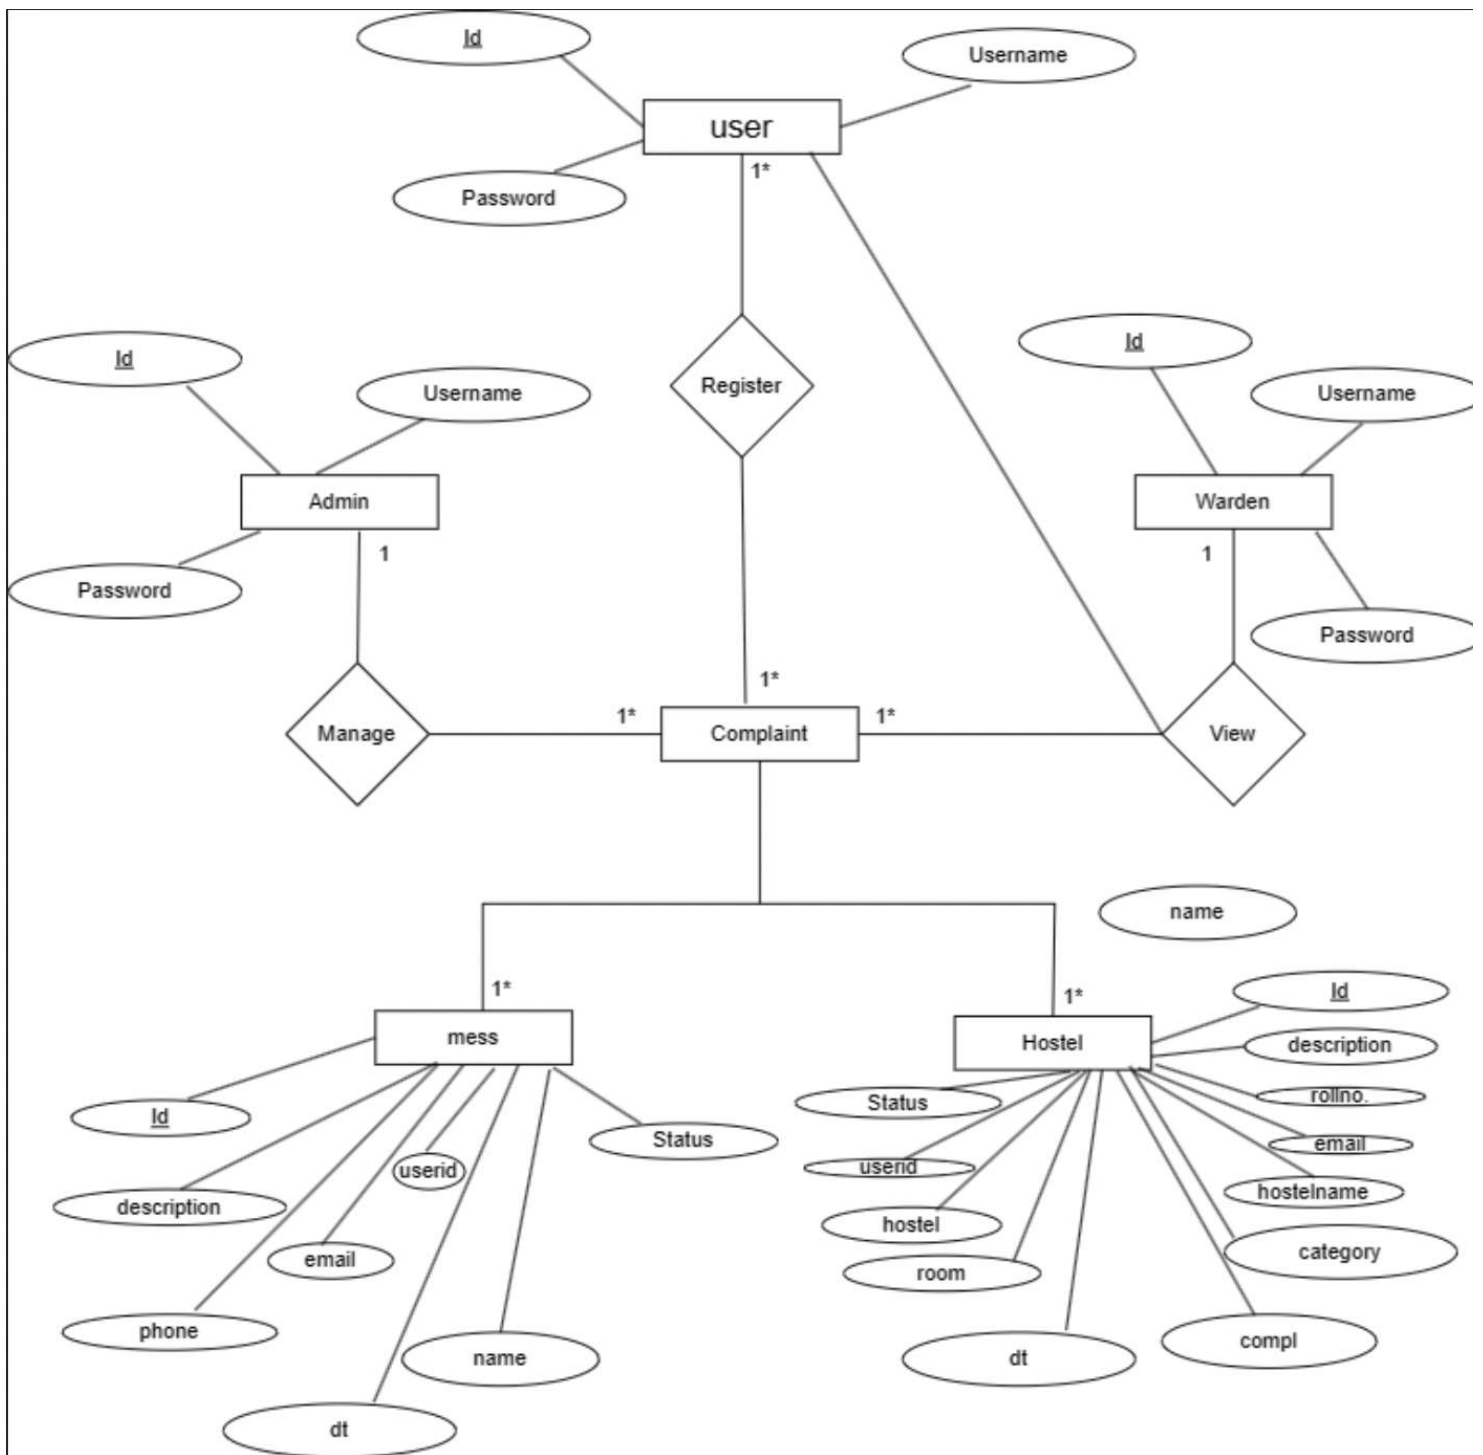 Id
Username
user
1*
Password
Id
Id
Register
Username
Username
Admin
Warden
1
1
Password
Password
1*
1*
1*
Manage
Complaint
View
name
1*
1*
Id
mess
Hostel
description
Status
rollno.
Id
Status
email
userid
userid
hostelname
description
hostel
category
email
room
phone
compl
name
dt
dt